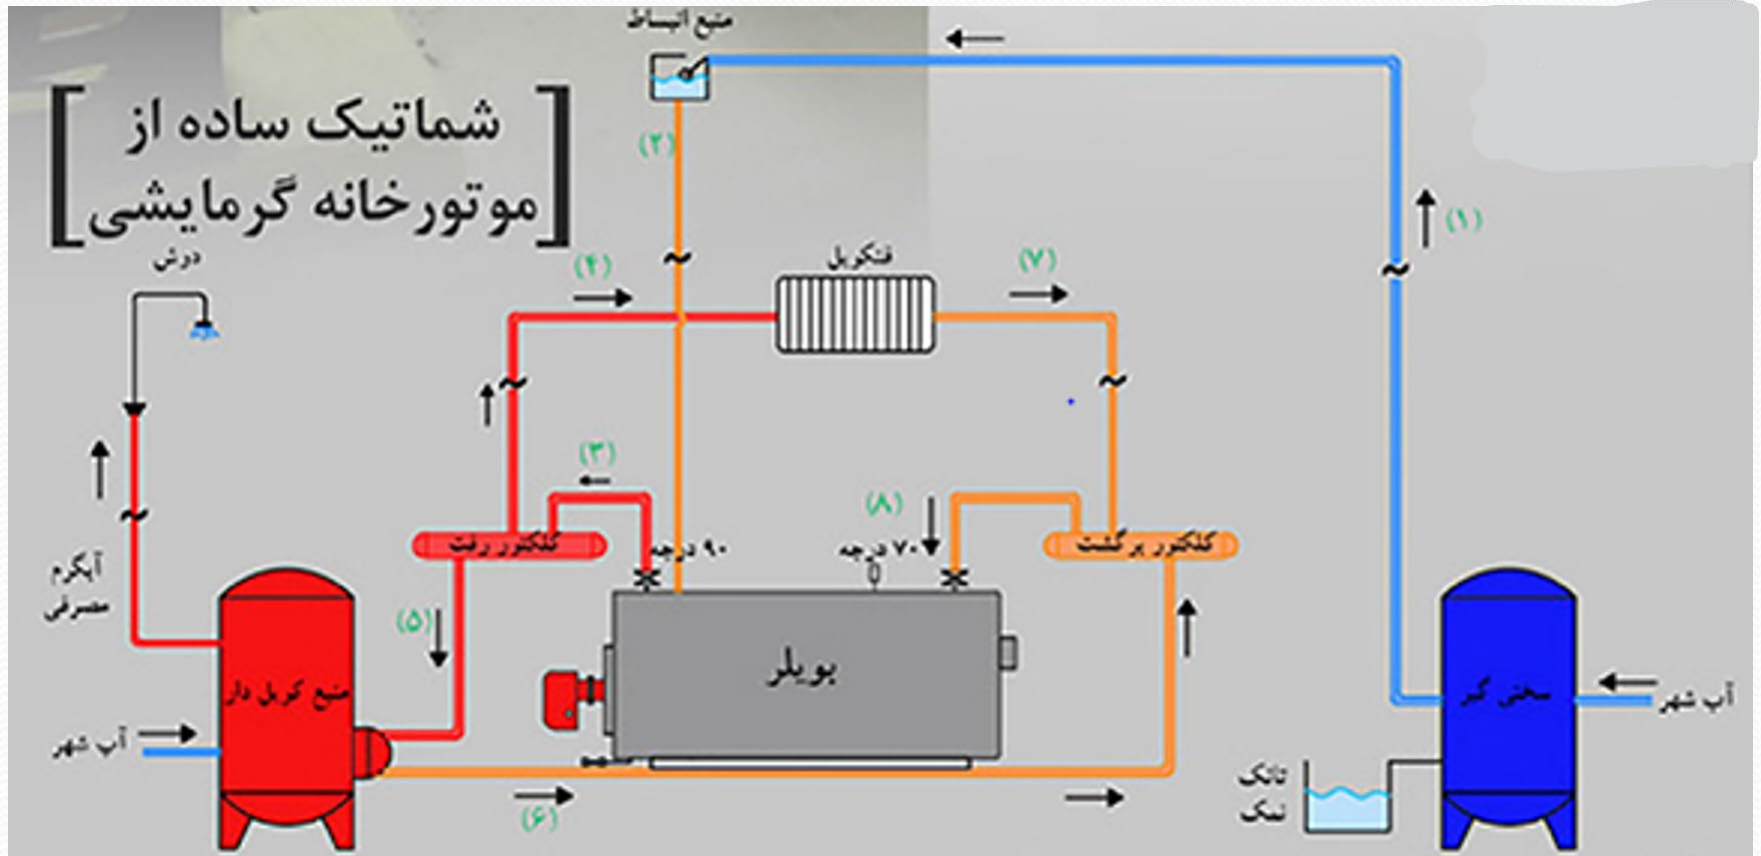 منبع انبساط
شماتیک ساده از
موتورخانه گرمایشی
(۱)
(۲)
دوش
(۴)
فنکویل
(۷)
(۳)
(۸)
کلکتور رفت
۹۰ درجه
۷۰ درجه
کلکتور برگشت
آبگرم
مصرفی
(۵)
بویلر
منبع کویل دار
سختی گیر
آب شهر
آب شهر
تانک
نمک
(۶)